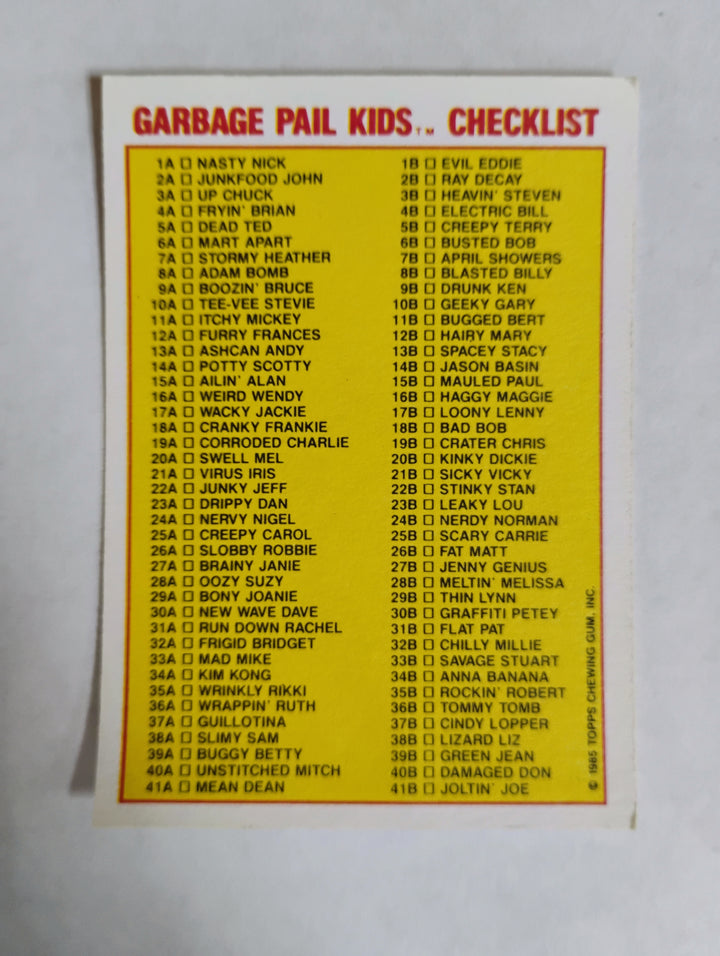 GARBAGE PAIL KIDS™ CHECKLIST
1A ☐ NASTY NICK
2A ☐ JUNKFOOD JOHN
3A ☐ UP CHUCK
4A ☐ FRYIN' BRIAN
5A ☐ DEAD TED
6A ☐ MART APART
7A ☐ STORMY HEATHER
8A ☐ ADAM BOMB
9A ☐ BOOZIN' BRUCE
10A ☐ TEE-VEE STEVIE
11A ☐ ITCHY MICKEY
12A ☐ FURRY FRANCES
13A ☐ ASHCAN ANDY
14A ☐ POTTY SCOTTY
15A ☐ AILIN' ALAN
16A ☐ WEIRD WENDY
17A ☐ WACKY JACKIE
18A ☐ CRANKY FRANKIE
19A ☐ CORRODED CHARLIE
20A ☐ SWELL MEL
21A ☐ VIRUS IRIS
22A ☐ JUNKY JEFF
23A ☐ DRIPPY DAN
24A ☐ NERVY NIGEL
25A ☐ CREEPY CAROL
26A ☐ SLOBBY ROBBIE
27A ☐ BRAINY JANIE
28A ☐ OOZY SUZY
29A ☐ BONY JOANIE
30A ☐ NEW WAVE DAVE
31A ☐ RUN DOWN RACHEL
32A ☐ FRIGID BRIDGET
33A ☐ MAD MIKE
34A ☐ KIM KONG
35A ☐ WRINKLY RIKKI
36A ☐ WRAPPIN' RUTH
37A ☐ GUILLOTINA
38A ☐ SLIMY SAM
39A ☐ BUGGY BETTY
40A ☐ UNSTITCHED MITCH
41A ☐ MEAN DEAN
1B ☐ EVIL EDDIE
2B ☐ RAY DECAY
3B ☐ HEAVIN' STEVEN
4B ☐ ELECTRIC BILL
5B ☐ CREEPY TERRY
6B ☐ BUSTED BOB
7B ☐ APRIL SHOWERS
8B ☐ BLASTED BILLY
9B ☐ DRUNK KEN
10B ☐ GEEKY GARY
11B ☐ BUGGED BERT
12B ☐ HAIRY MARY
13B ☐ SPACEY STACY
14B ☐ JASON BASIN
15B ☐ MAULED PAUL
16B ☐ HAGGY MAGGIE
17B ☐ LOONY LENNY
18B ☐ BAD BOB
19B ☐ CRATER CHRIS
20B ☐ KINKY DICKIE
21B ☐ SICKY VICKY
22B ☐ STINKY STAN
23B ☐ LEAKY LOU
24B ☐ NERDY NORMAN
25B ☐ SCARY CARRIE
26B ☐ FAT MATT
27B ☐ JENNY GENIUS
28B ☐ MELTIN' MELISSA
29B ☐ THIN LYNN
30B ☐ GRAFFITI PETEY
31B ☐ FLAT PAT
32B ☐ CHILLY MILLIE
33B ☐ SAVAGE STUART
34B ☐ ANNA BANANA
35B ☐ ROCKIN' ROBERT
36B ☐ TOMMY TOMB
37B ☐ CINDY LOPPER
38B ☐ LIZARD LIZ
39B ☐ GREEN JEAN
40B ☐ DAMAGED DON
41B ☐ JOLTIN' JOE
© 1985 TOPPS CHEWING GUM, INC.